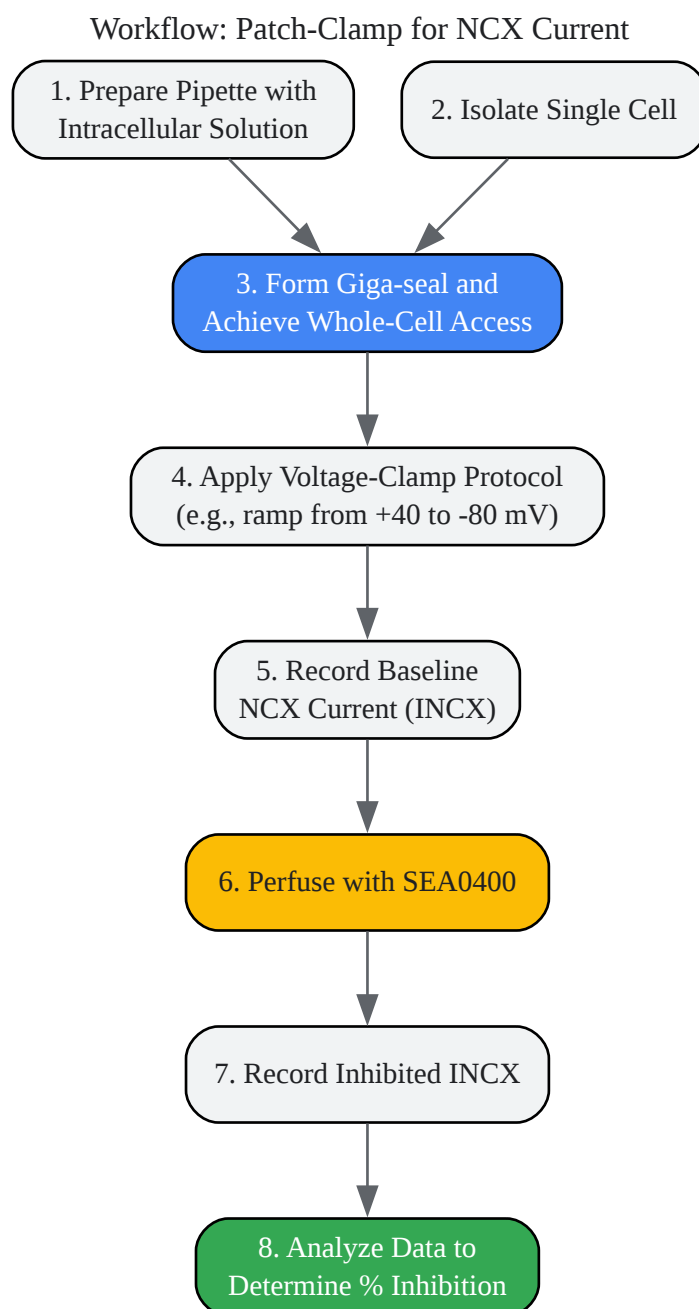 Workflow: Patch-Clamp for NCX Current
1. Prepare Pipette with
Intracellular Solution
2. Isolate Single Cell
3. Form Giga-seal and
Achieve Whole-Cell Access
4. Apply Voltage-Clamp Protocol
(e.g., ramp from +40 to -80 mV)
5. Record Baseline
NCX Current (INCX)
6. Perfuse with SEA0400
7. Record Inhibited INCX
8. Analyze Data to
Determine % Inhibition